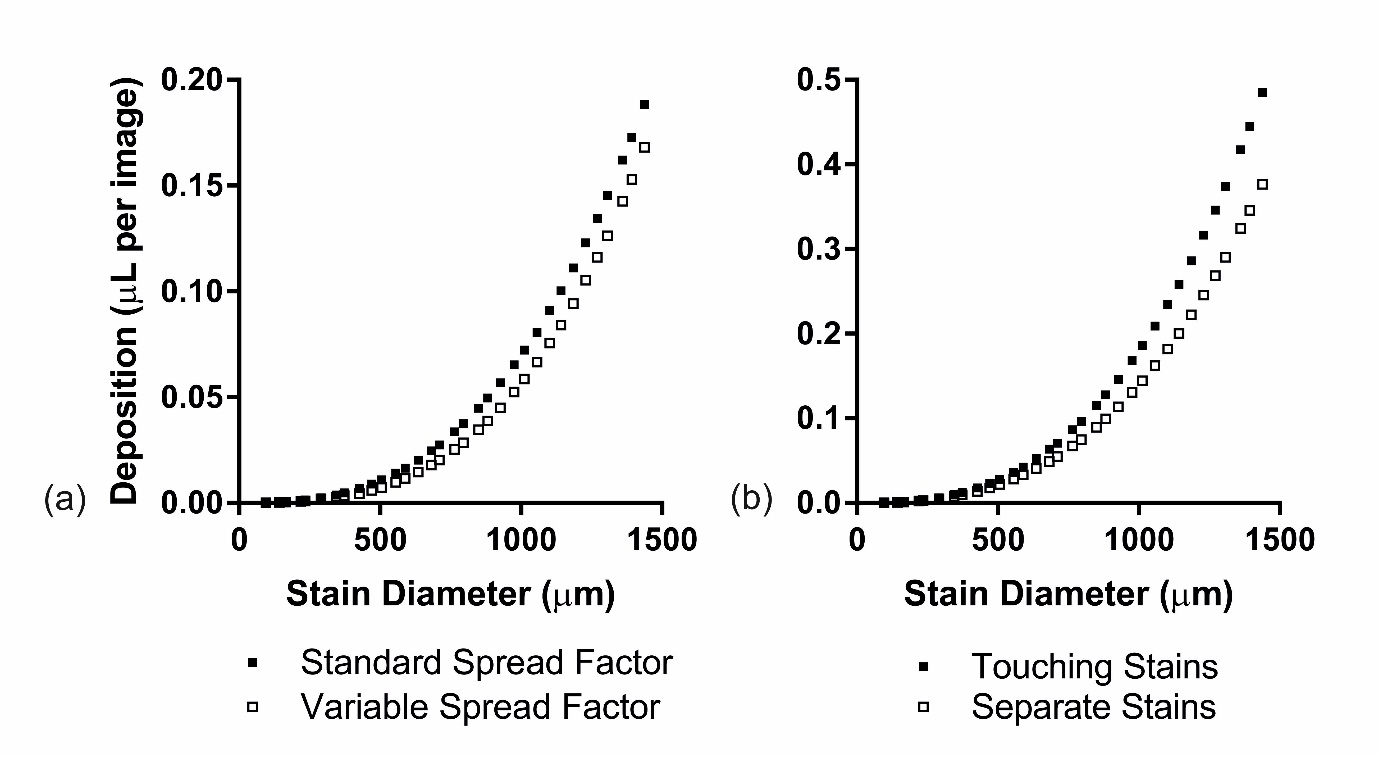 Deposition (μL per image)
0.20
0.15
0.10
0.05
0.00
(a)
0
500
1000
1500
Stain Diameter (μm)
■ Standard Spread Factor
□ Variable Spread Factor
0.5
0.4
0.3
0.2
0.1
0.0
(b)
0
500
1000
1500
Stain Diameter (μm)
■ Touching Stains
□ Separate Stains